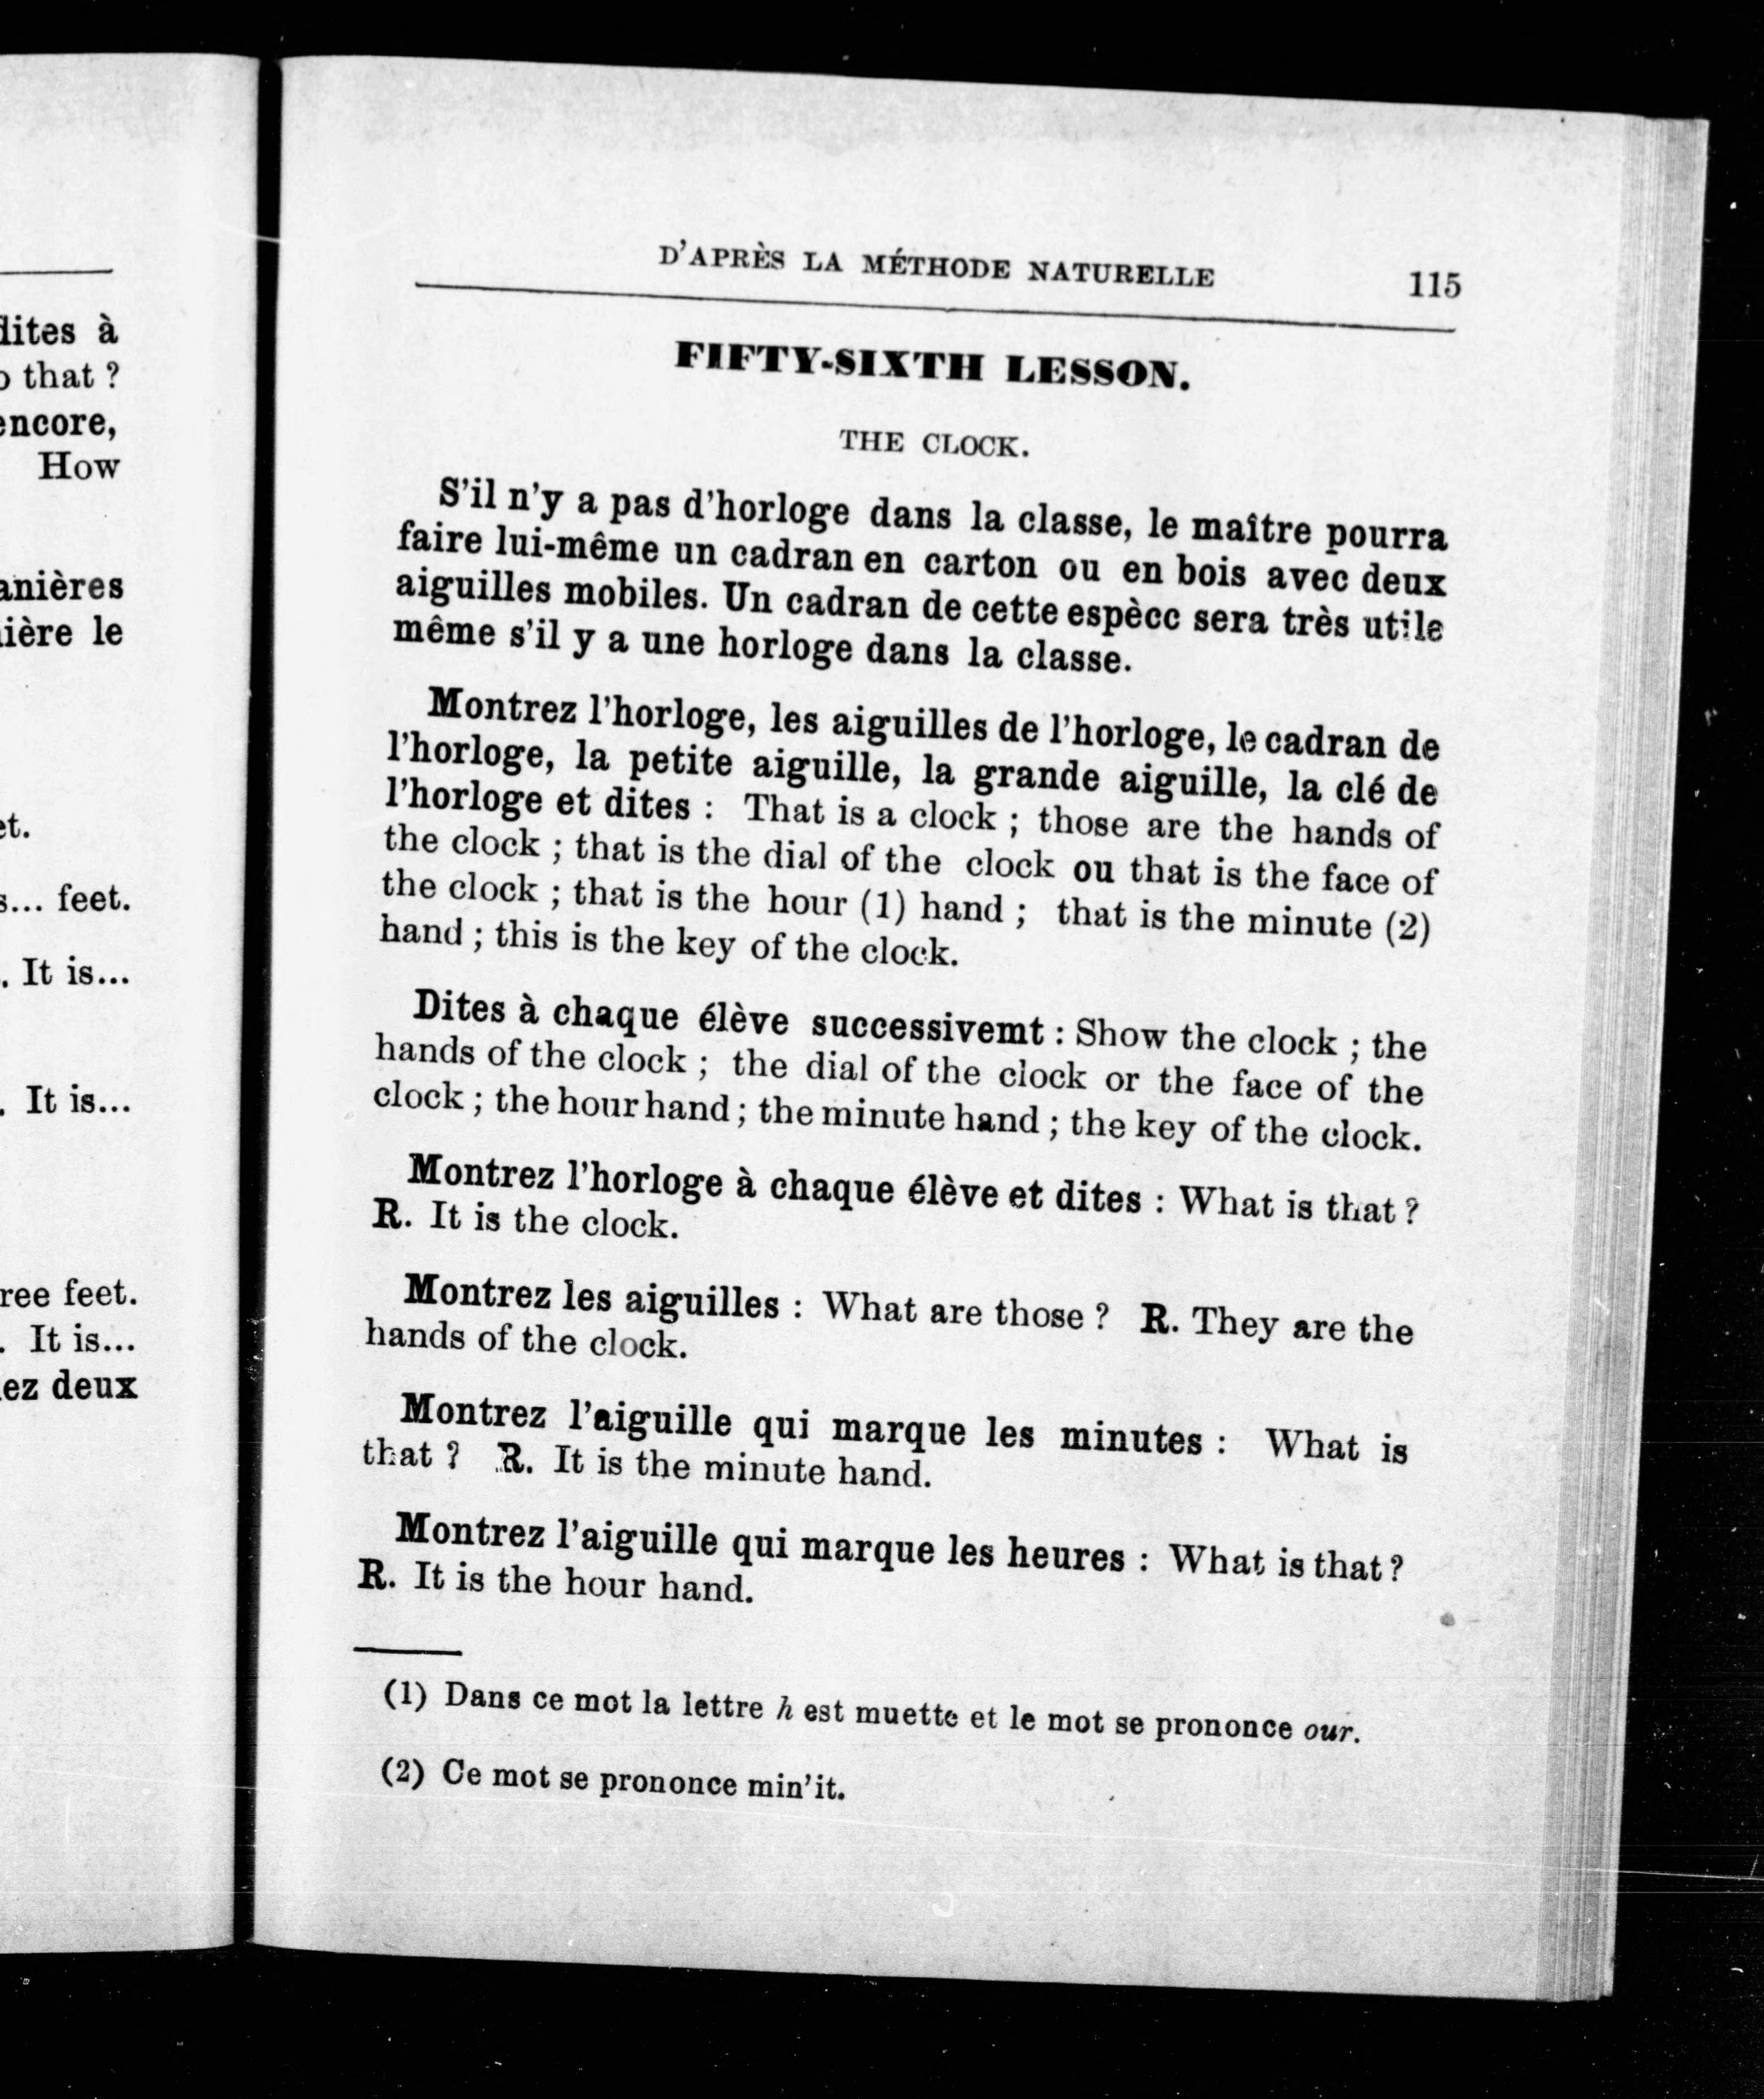 dites à
that ?
encore,
How
ière le
et.
feet.
. It is...
. It is...
feet.
. It is...
deux
D'APRÈS LA MÉTHODE NATURELLE 115
FIFTY-SIXTH LESSON.
THE CLOCK.
S'il n'y a pas d'horloge dans la classe, le maître pourra
faire lui-même un cadran en carton ou en bois avec deux
aiguilles mobiles. Un cadran de cette espècc sera très utile
même s'il y a une horloge dans la classe.
Montrez l'horloge, les aiguilles de l'horloge, le cadran de
l'horloge, la petite aiguille, la grande aiguille, la clé de
l'horloge et dites : That is a clock ; those are the hands of
the clock ; that is the dial of the clock ou that is the face of
the clock ; that is the hour (1) hand ; that is the minute (2)
hand ; this is the key of the clock.
Dites à chaque élève successivemt : Show the clock ; the
hands of the clock ; the dial of the clock or the face of the
clock ; the hour hand ; the minute hand ; the key of the clock.
Montrez l'horloge à chaque élève et dites : What is that ?
R. It is the clock.
Montrez les aiguilles : What are those ? R. They are the
hands of the clock.
Montrez l'aiguille qui marque les minutes : What is
that ? R. It is the minute hand.
Montrez l'aiguille qui marque les heures : What is that ?
R. It is the hour hand.
(1) Dans ce mot la lettre h est muette et le mot se prononce our.
(2) Ce mot se prononce min'it.